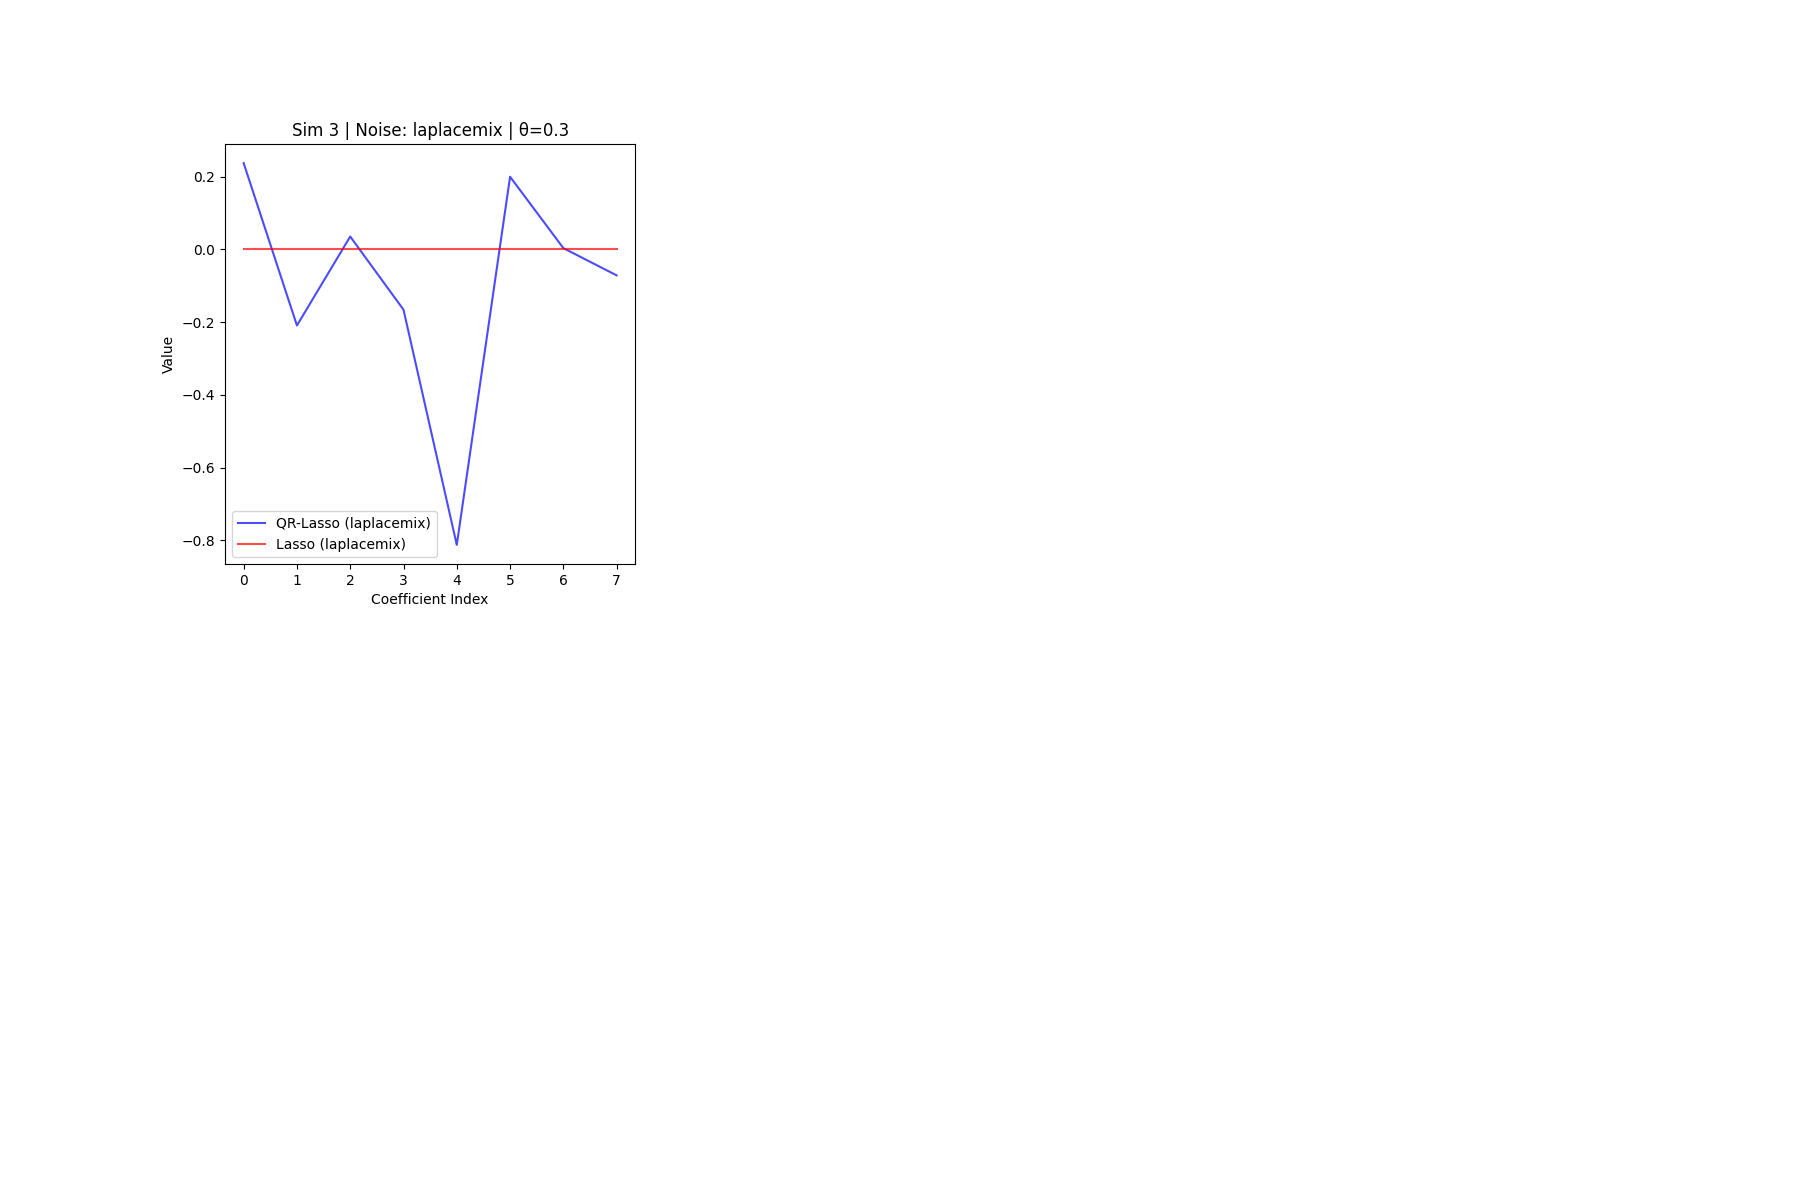 Sim 3 | Noise: laplacemix | θ=0.3
Value
0.2
0.0
−0.2
−0.4
−0.6
−0.8
QR-Lasso (laplacemix)
Lasso (laplacemix)
0 1 2 3 4 5 6 7
Coefficient Index